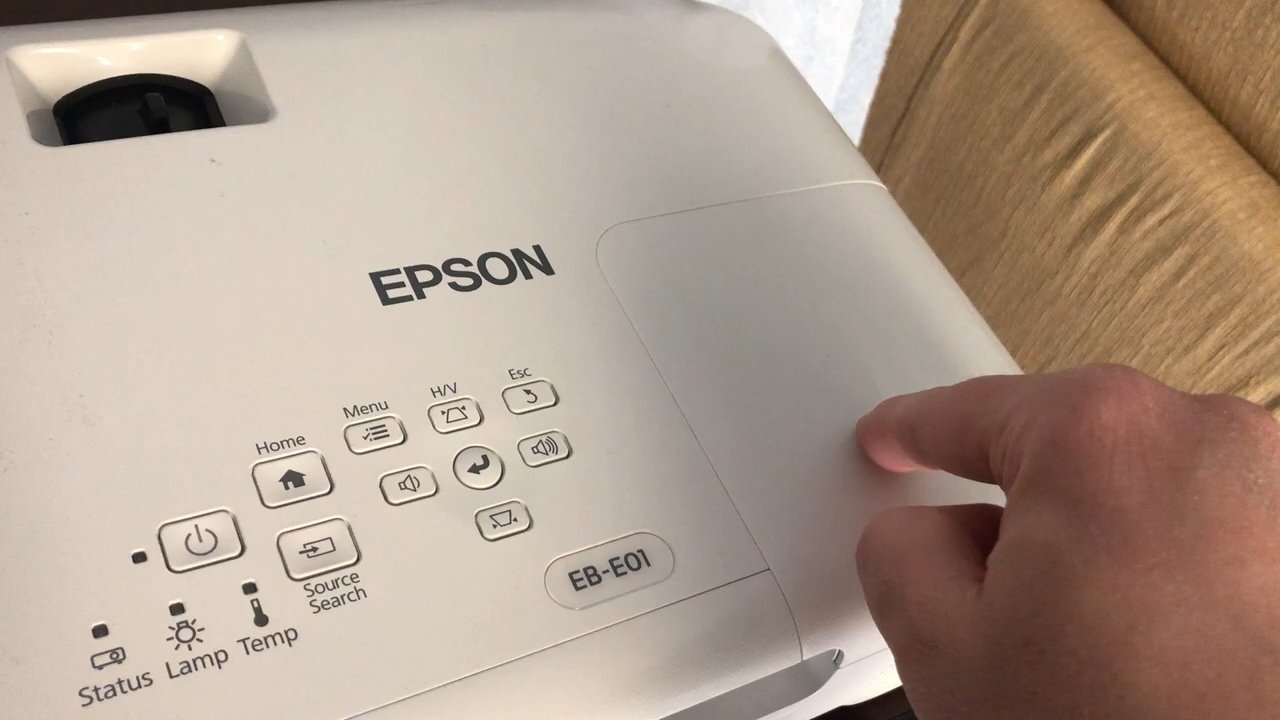 EPSON
Esc
H/V
Menu
Home
Source
Search
EB-E01
Temp
Lamp
Status